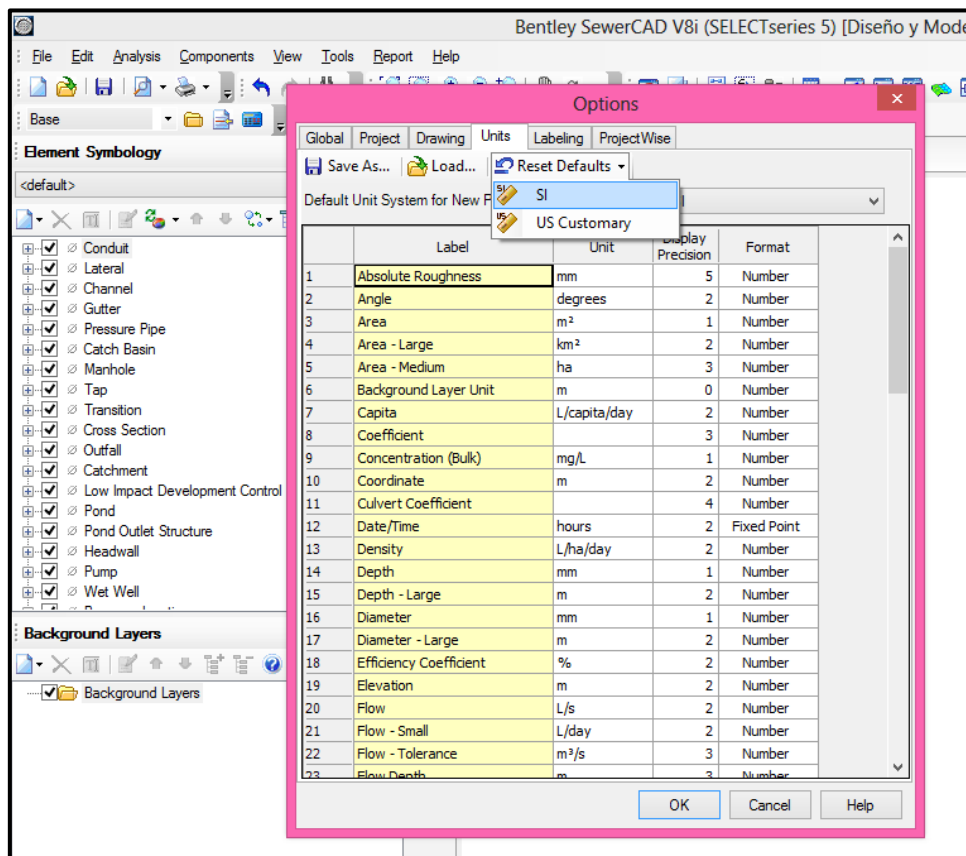 Bentley SewerCAD V8i (SELECTseries 5) [Diseño y Mode
File Edit Analysis Components View Tools Report Help
Base
Element Symbology
<default>
Conduit
Lateral
Channel
Gutter
Pressure Pipe
Catch Basin
Manhole
Tap
Transition
Cross Section
Outfall
Catchment
Low Impact Development Control
Pond
Pond Outlet Structure
Headwall
Pump
Wet Well
Background Layers
Background Layers
Options
Global Project Drawing Units Labeling ProjectWise
Save As... Load... Reset Defaults
SI
US Customary
Default Unit System for New
Label Unit Display Precision Format
1 Absolute Roughness mm 5 Number
2 Angle degrees 2 Number
3 Area m² 1 Number
4 Area - Large km² 2 Number
5 Area - Medium ha 3 Number
6 Background Layer Unit m 0 Number
7 Capita L/capita/day 2 Number
8 Coefficient 3 Number
9 Concentration (Bulk) mg/L 1 Number
10 Coordinate m 2 Number
11 Culvert Coefficient 4 Number
12 Date/Time hours 2 Fixed Point
13 Density L/ha/day 2 Number
14 Depth mm 1 Number
15 Depth - Large m 2 Number
16 Diameter mm 1 Number
17 Diameter - Large m 2 Number
18 Efficiency Coefficient % 2 Number
19 Elevation m 2 Number
20 Flow L/s 2 Number
21 Flow - Small L/day 2 Number
22 Flow - Tolerance m³/s 3 Number
23 Flow Depth m 3 Number
OK Cancel Help